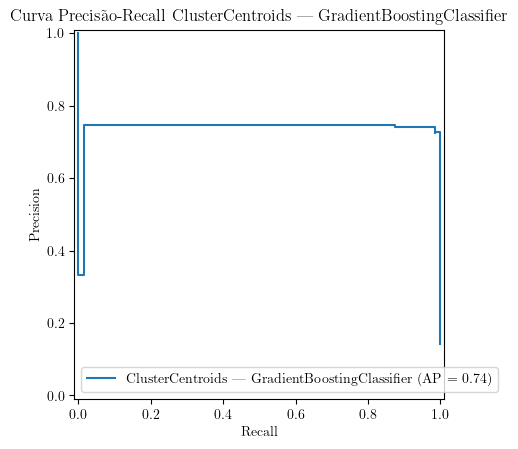 Curva Precisão-Recall ClusterCentroids — GradientBoostingClassifier
1.0
0.8
0.6
0.4
0.2
0.0
Precision
ClusterCentroids — GradientBoostingClassifier (AP = 0.74)
0.0 0.2 0.4 0.6 0.8 1.0
Recall